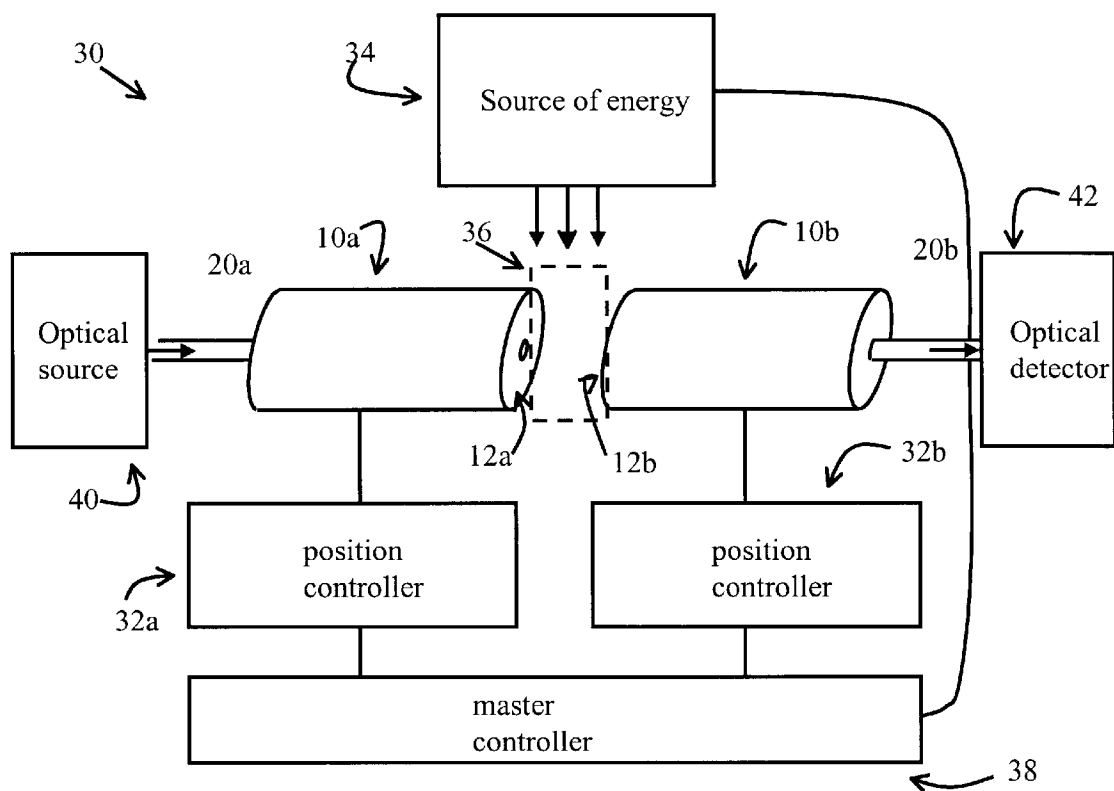 30
34
Source of energy
42
10a
36
10b
20a
20b
Optical
source
Optical
detector
12a
12b
32b
40
position
controller
position
controller
32a
master
controller
38